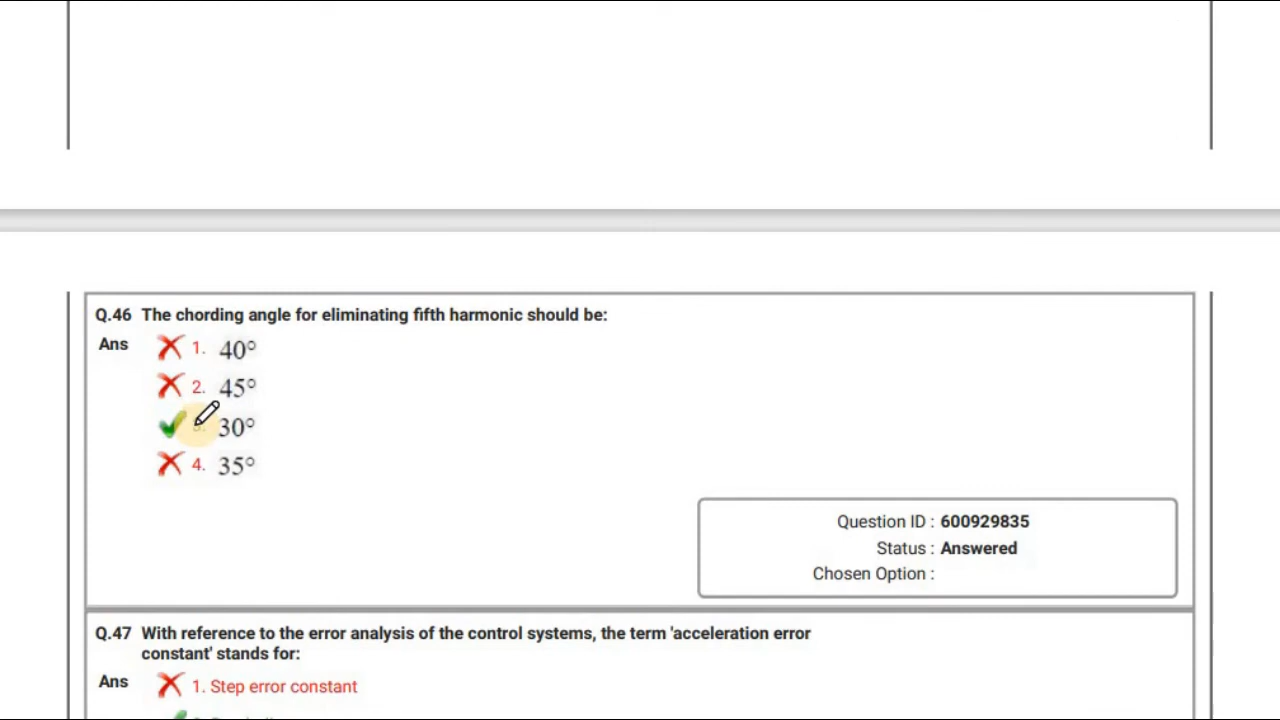 Q.46 The chording angle for eliminating fifth harmonic should be:
Ans 1. 40°
2. 45°
30°
4. 35°
Question ID : 600929835
Status : Answered
Chosen Option :
Q.47 With reference to the error analysis of the control systems, the term 'acceleration error
constant' stands for:
Ans 1. Step error constant